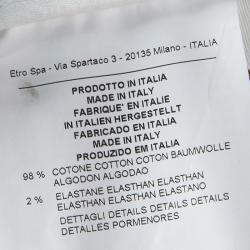 Etro Spa - Via Spartaco 3 - 20135 Milano - ITALIA
PRODOTTO IN ITALIA
MADE IN ITALY
FABRIQUE' EN ITALIE
IN ITALIEN HERGESTELLT
FABRICADO EN ITALIA
MADE IN ITALY
PRODUZIDO EM ITALIA
98 % COTONE COTTON COTON BAUMWOLLE
ALGODON ALGODAO
2 % ELASTANE ELASTHAN ELASTHAN
ELASTHAN ELASTHAN ELASTANO
DETTAGLI DETAILS DETAILS DETAILS
DETALLES PORMENORES